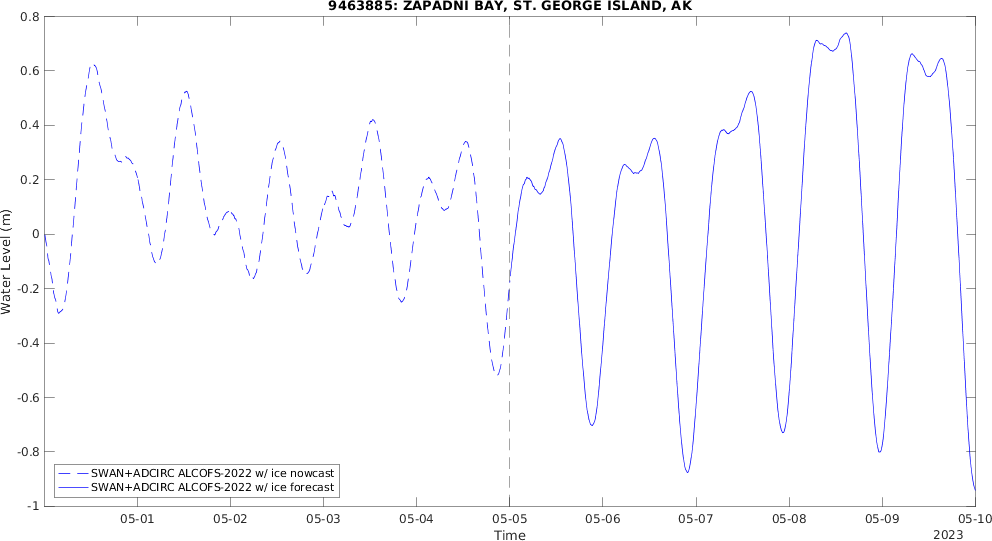 9463885: ZAPADNI BAY, ST. GEORGE ISLAND, AK
0.8
0.6
0.4
0.2
0
-0.2
-0.4
-0.6
-0.8
-1
Water Level (m)
SWAN+ADCIRC ALCOFS-2022 w/ ice nowcast
SWAN+ADCIRC ALCOFS-2022 w/ ice forecast
05-01 05-02 05-03 05-04 05-05 05-06 05-07 05-08 05-09 05-10
Time
2023